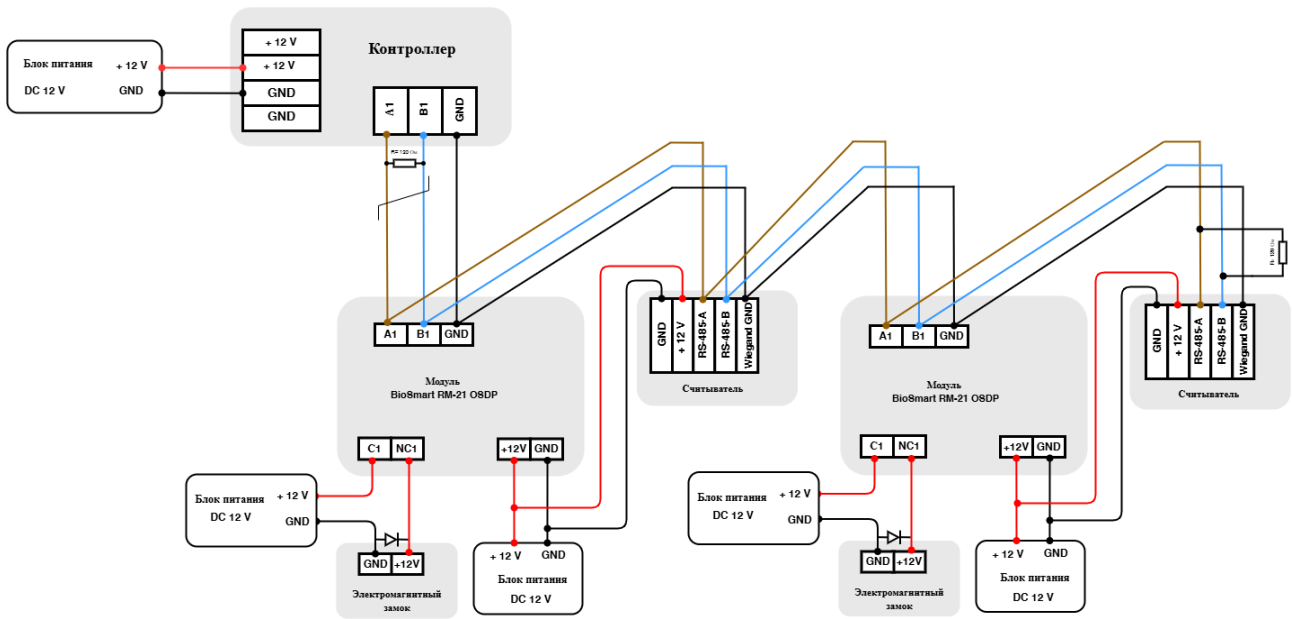 Контроллер
+ 12 V
+ 12 V
GND
GND
Блок питания + 12 V
DC 12 V GND
A1 B1 GND
R= 120 Ом
A1 B1 GND
Модуль
BioSmart RM-21 OSDP
C1 NC1
+12V GND
Блок питания + 12 V
DC 12 V
GND
GND +12V
Электромагнитный
замок
+ 12 V GND
Блок питания
DC 12 V
GND
+ 12 V
RS-485-A
RS-485-B
Wiegand GND
Считыватель
A1 B1 GND
Модуль
BioSmart RM-21 OSDP
C1 NC1
+12V GND
Блок питания + 12 V
DC 12 V
GND
GND +12V
Электромагнитный
замок
+ 12 V GND
Блок питания
DC 12 V
GND
+ 12 V
RS-485-A
RS-485-B
Wiegand GND
Считыватель